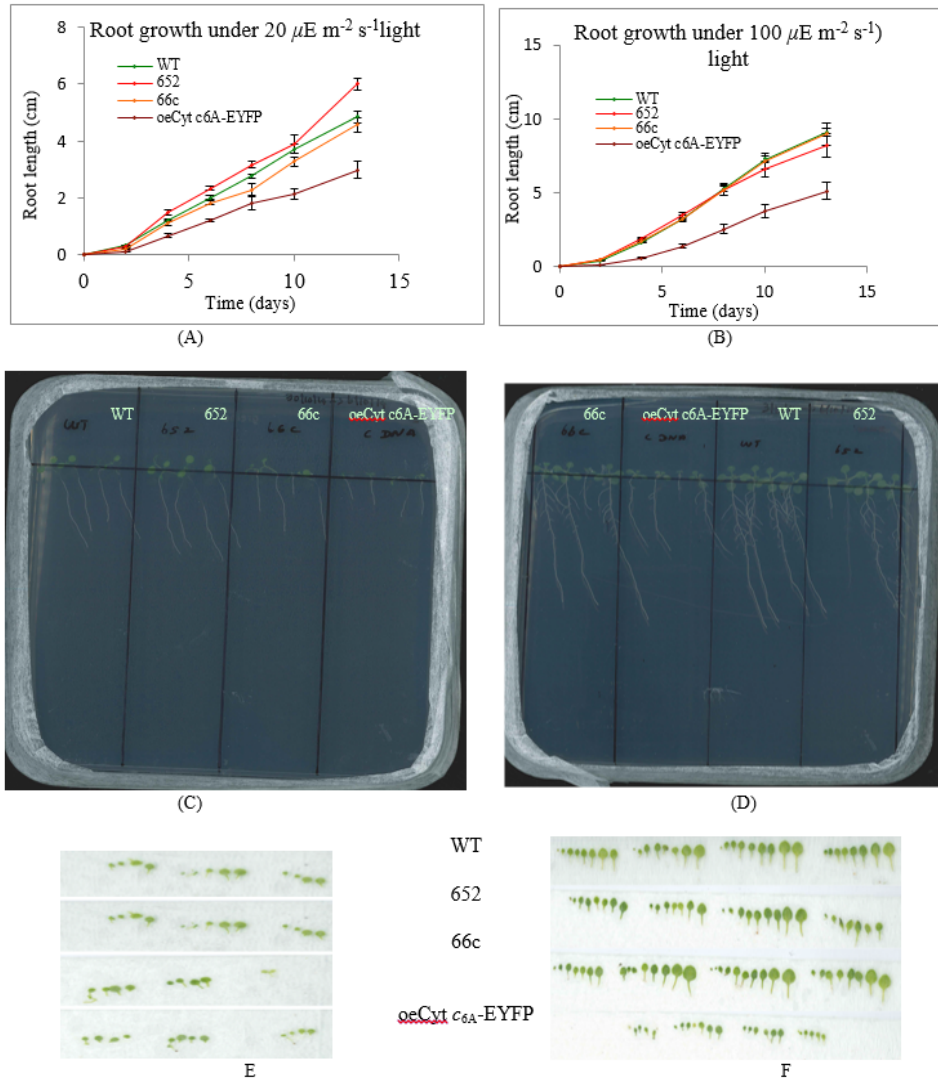 Root growth under 20 μE m-2 s-1light
WT
652
66c
oeCyt c6A-EYFP
Root length (cm)
8
6
4
2
0
0 5 10 15
Time (days)
(A)
Root growth under 100 μE m-2 s-1)
light
WT
652
66c
oeCyt c6A-EYFP
Root length (cm)
15
10
5
0
0 5 10 15
Time (days)
(B)
WT 652 66c oeCyt c6A-EYFP
WT 652 66c C DNA
(C)
66c oeCyt c6A-EYFP WT 652
66c C DNA WT 652
(D)
WT
652
66c
oeCyt c6A-EYFP
E
F